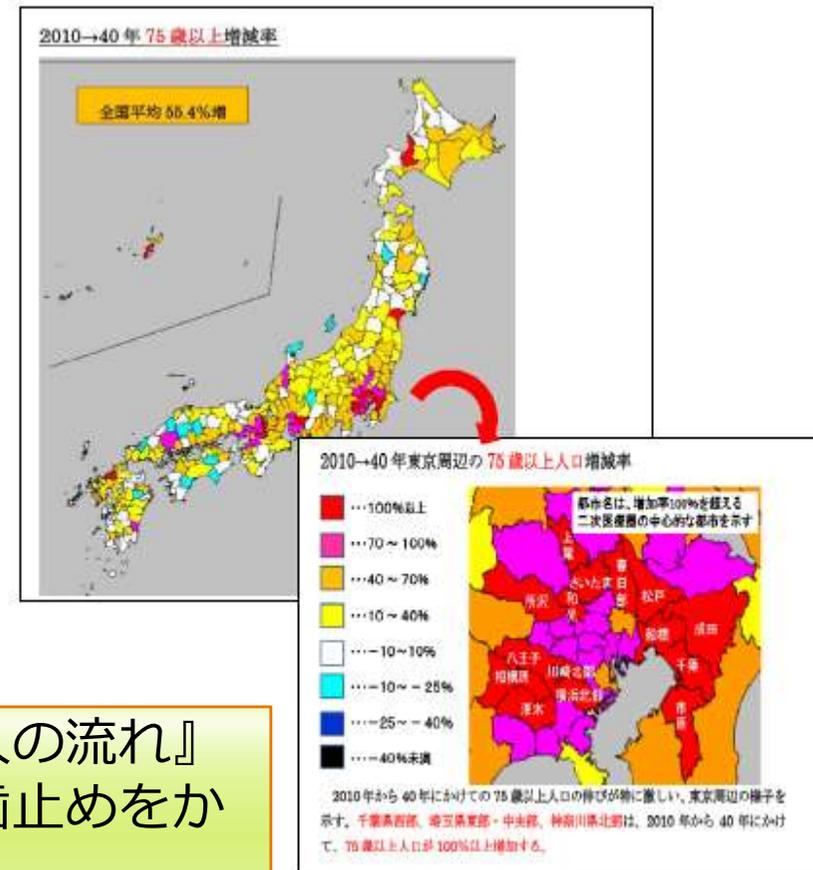 2010→40年 75歳以上増減率
全国平均 55.4%増
2010→40年東京周辺の 75歳以上人口増減率
…100%以上
…70～100%
…40～70%
…10～40%
…－10～10%
…－10～－25%
…－25～－40%
…－40%未満
都市名は、増加率100%を超える
二次医療圏の中心的な都市を示す
上尾
春日部
さいたま
所沢
松戸
船橋
成田
八王子
相模原
川崎北部
千葉
横浜北部
厚木
市原
2010年から40年にかけての75歳以上人口の伸びが特に激しい、東京周辺の様子を
示す。千葉県西部、埼玉県東部・中央部、神奈川県北部は、2010年から40年にかけ
て、75歳以上人口が100%以上増加する。
人の流れ』
歯止めをか